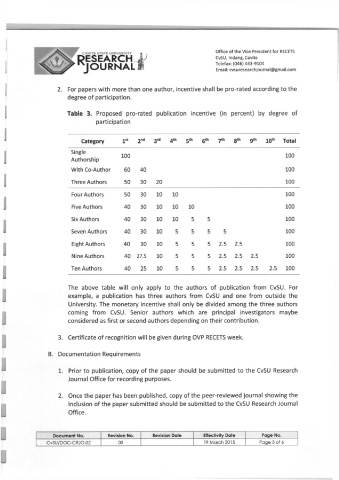 CAVITE STATE UNIVERSITY
RESEARCH
JOURNAL
Office of the Vice President for RECETS
CvSU, Indang, Cavite
Telefax: (046) 443-9104
Email: cvsuresearchjournal@gmail.com
2. For papers with more than one author, incentive shall be pro-rated according to the
degree of participation.
Table 3. Proposed pro-rated publication incentive (in percent) by degree of
participation
Category 1st 2nd 3rd 4th 5th 6th 7th 8th 9th 10th Total
Single
Authorship 100 100
With Co-Author 60 40 100
Three Authors 50 30 20 100
Four Authors 50 30 10 10 100
Five Authors 40 30 10 10 10 100
Six Authors 40 30 10 10 5 5 100
Seven Authors 40 30 10 5 5 5 5 100
Eight Authors 40 30 10 5 5 5 2.5 2.5 100
Nine Authors 40 27.5 10 5 5 5 2.5 2.5 2.5 100
Ten Authors 40 25 10 5 5 5 2.5 2.5 2.5 2.5 100
The above table will only apply to the authors of publication from CvSU. For
example, a publication has three authors from CvSU and one from outside the
University. The monetary incentive shall only be divided among the three authors
coming from CvSU. Senior authors which are principal investigators maybe
considered as first or second authors depending on their contribution.
3. Certificate of recognition will be given during OVP RECETS week.
B. Documentation Requirements
1. Prior to publication, copy of the paper should be submitted to the CvSU Research
Journal Office for recording purposes.
2. Once the paper has been published, copy of the peer-reviewed journal showing the
inclusion of the paper submitted should be submitted to the CvSU Research Journal
Office.
Document No. Revision No. Revision Date Effectivity Date Page No.
CvSU/DOC-CRJO-02 00 19 March 2015 Page 3 of 6